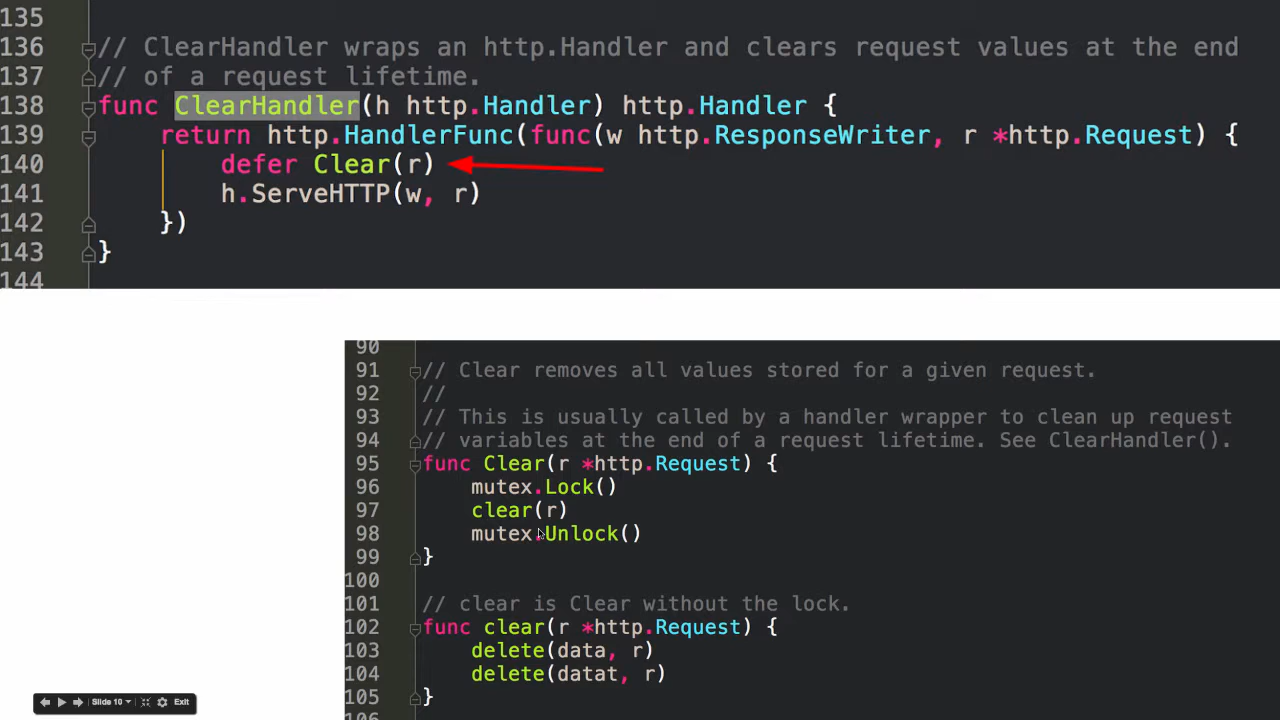 135
136 // ClearHandler wraps an http.Handler and clears request values at the end
137 // of a request lifetime.
138 func ClearHandler(h http.Handler) http.Handler {
139 return http.HandlerFunc(func(w http.ResponseWriter, r *http.Request) {
140 defer Clear(r)
141 h.ServeHTTP(w, r)
142 })
143 }
144
90
91 // Clear removes all values stored for a given request.
92 //
93 // This is usually called by a handler wrapper to clean up request
94 // variables at the end of a request lifetime. See ClearHandler().
95 func Clear(r *http.Request) {
96 mutex.Lock()
97 clear(r)
98 mutex.Unlock()
99 }
100
101 // clear is Clear without the lock.
102 func clear(r *http.Request) {
103 delete(data, r)
104 delete(datat, r)
105 }
106
Slide 10 Exit